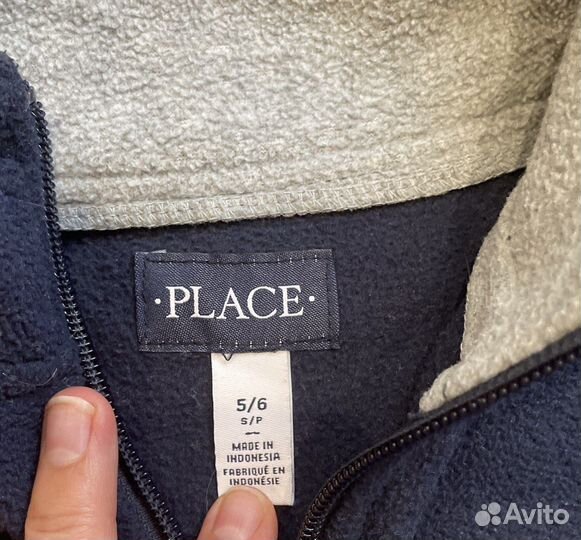 ·PLACE·
5/6
S/P
MADE IN
INDONESIA
FABRIQUÉ EN
INDONÉSIE
Avito